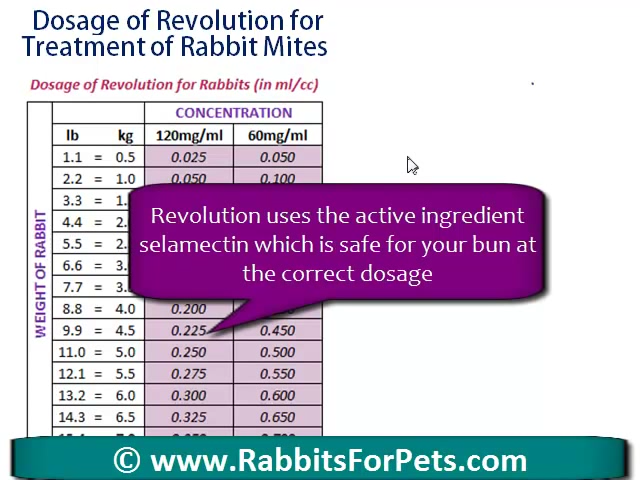 Dosage of Revolution for
Treatment of Rabbit Mites
Dosage of Revolution for Rabbits (in ml/cc)
CONCENTRATION
WEIGHT OF RABBIT
lb kg 120mg/ml 60mg/ml
1.1 = 0.5 0.025 0.050
2.2 = 1.0 0.050 0.100
3.3 = 1.
4.4 = 2.
5.5 = 2.
6.6 = 3.
7.7 = 3.
Revolution uses the active ingredient
selamectin which is safe for your bun at
the correct dosage
8.8 = 4.0 0.200
9.9 = 4.5 0.225 0.450
11.0 = 5.0 0.250 0.500
12.1 = 5.5 0.275 0.550
13.2 = 6.0 0.300 0.600
14.3 = 6.5 0.325 0.650
© www.RabbitsForPets.com